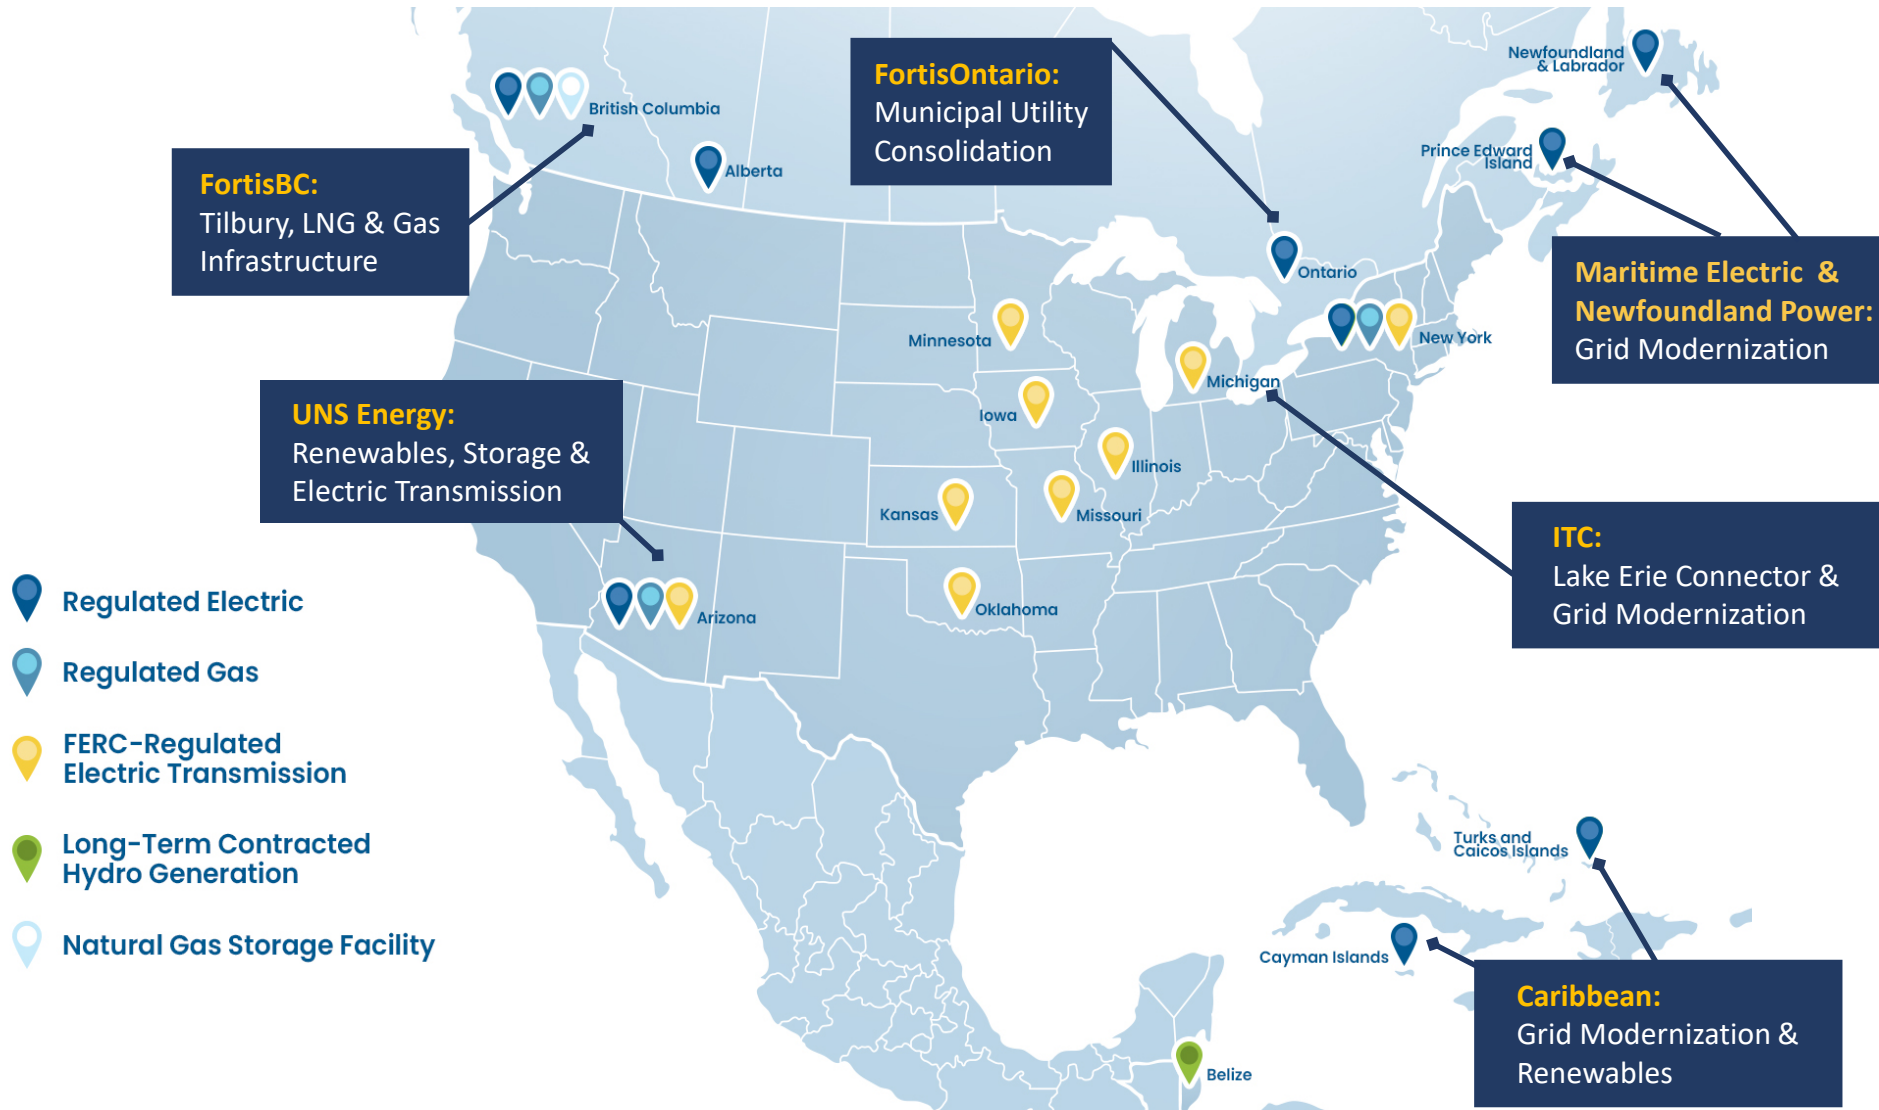 Newfoundland
& Labrador
FortisOntario:
Municipal Utility
Consolidation
British Columbia
Alberta
Prince Edward
Island
FortisBC:
Tilbury, LNG & Gas
Infrastructure
Ontario
Maritime Electric &
Newfoundland Power:
Grid Modernization
Minnesota
New York
Michigan
Iowa
UNS Energy:
Renewables, Storage &
Electric Transmission
Illinois
Kansas
Missouri
ITC:
Lake Erie Connector &
Grid Modernization
Oklahoma
Arizona
Regulated Electric
Regulated Gas
FERC-Regulated
Electric Transmission
Long-Term Contracted
Hydro Generation
Natural Gas Storage Facility
Turks and
Caicos Islands
Cayman Islands
Caribbean:
Grid Modernization &
Renewables
Belize